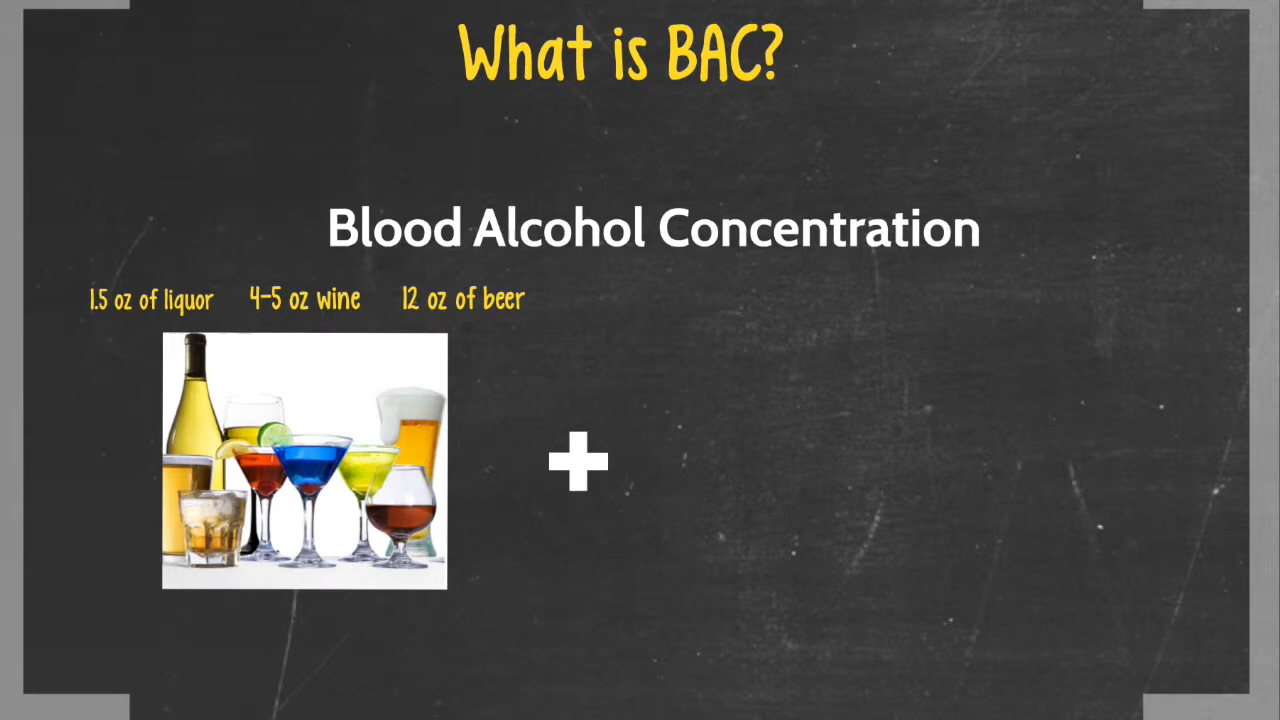 What is BAC?
Blood Alcohol Concentration
1.5 oz of liquor 4-5 oz wine 12 oz of beer